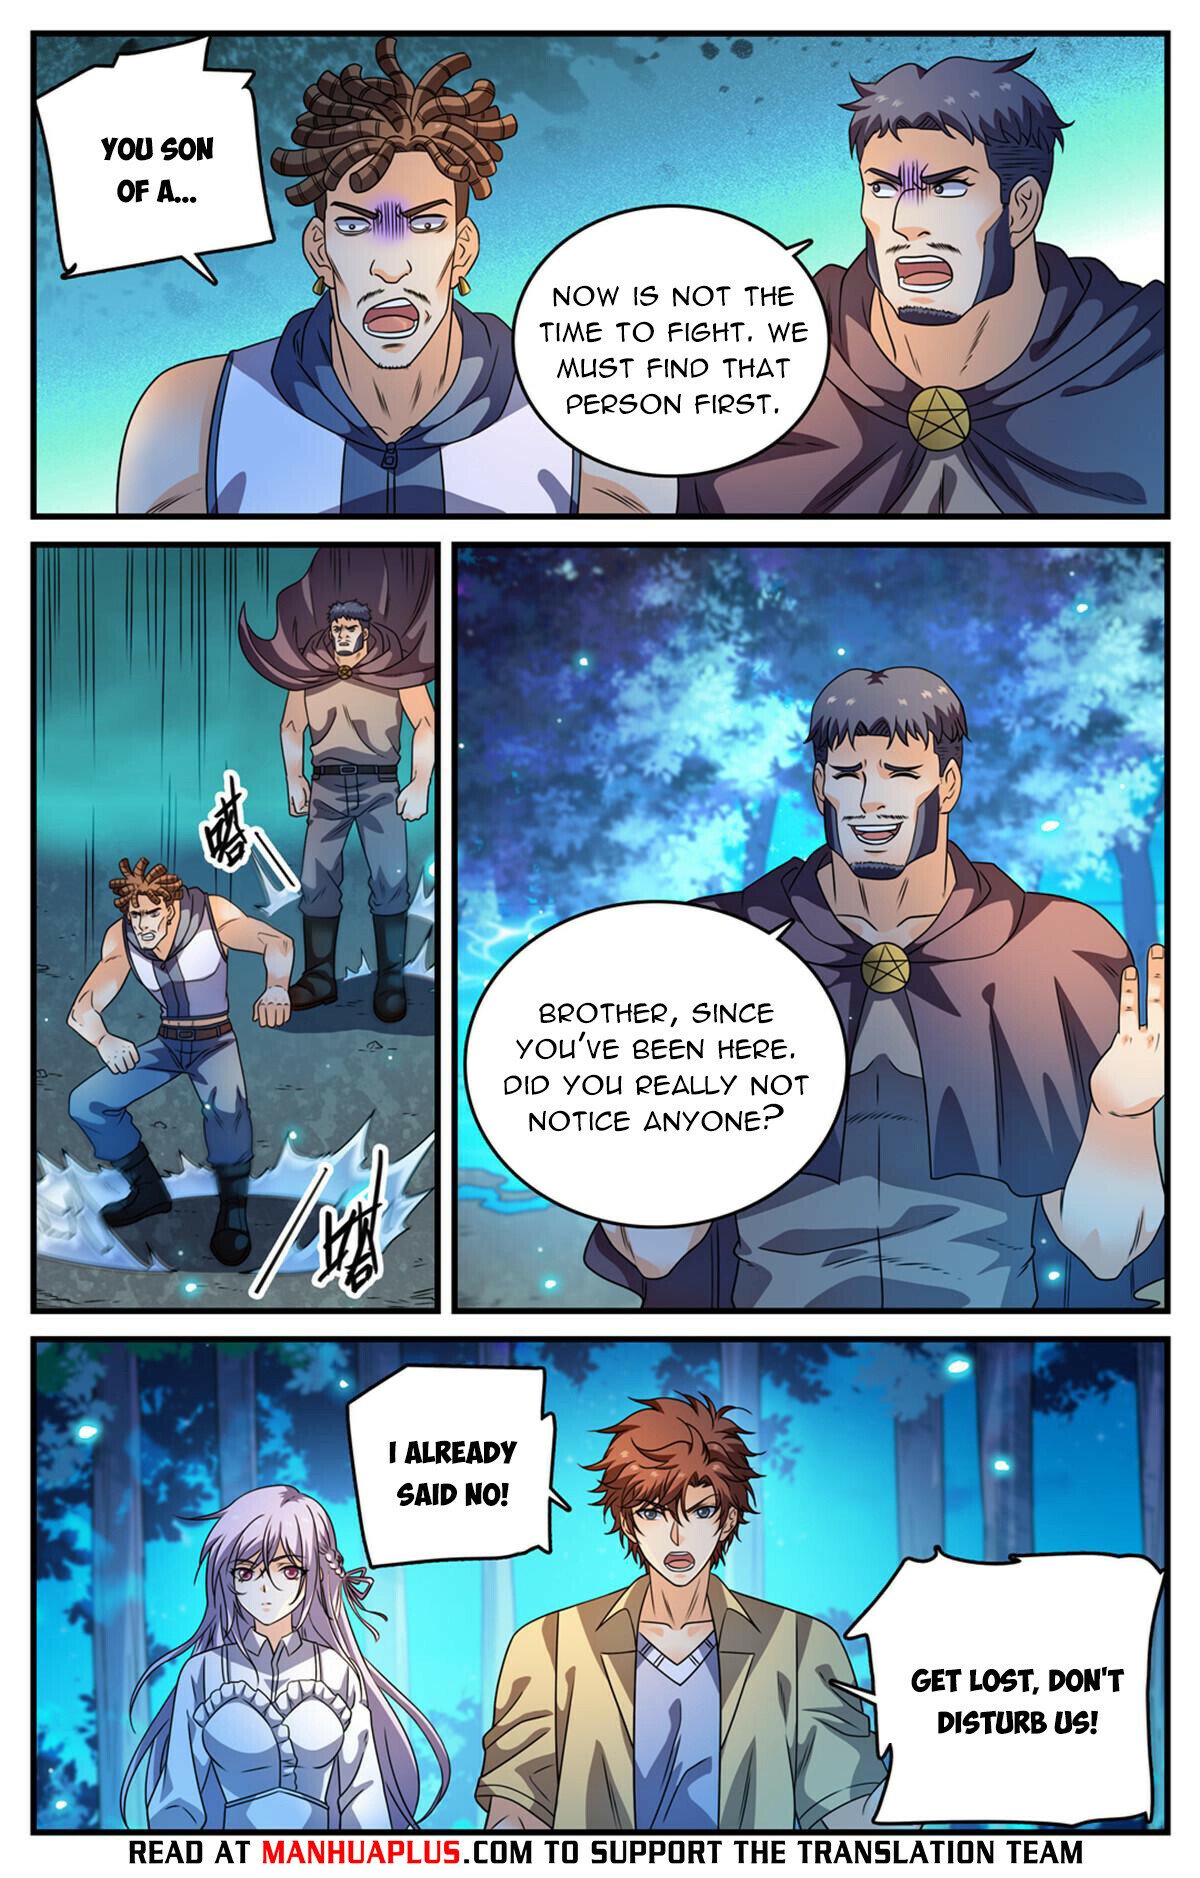 YOU SON
OF A...
NOW IS NOT THE
TIME TO FIGHT. WE
MUST FIND THAT
PERSON FIRST.
嗒
嗒
BROTHER, SINCE
YOU'VE BEEN HERE.
DID YOU REALLY NOT
NOTICE ANYONE?
I ALREADY
SAID NO!
GET LOST, DON'T
DISTURB US!
READ AT MANHUAPLUS.COM TO SUPPORT THE TRANSLATION TEAM